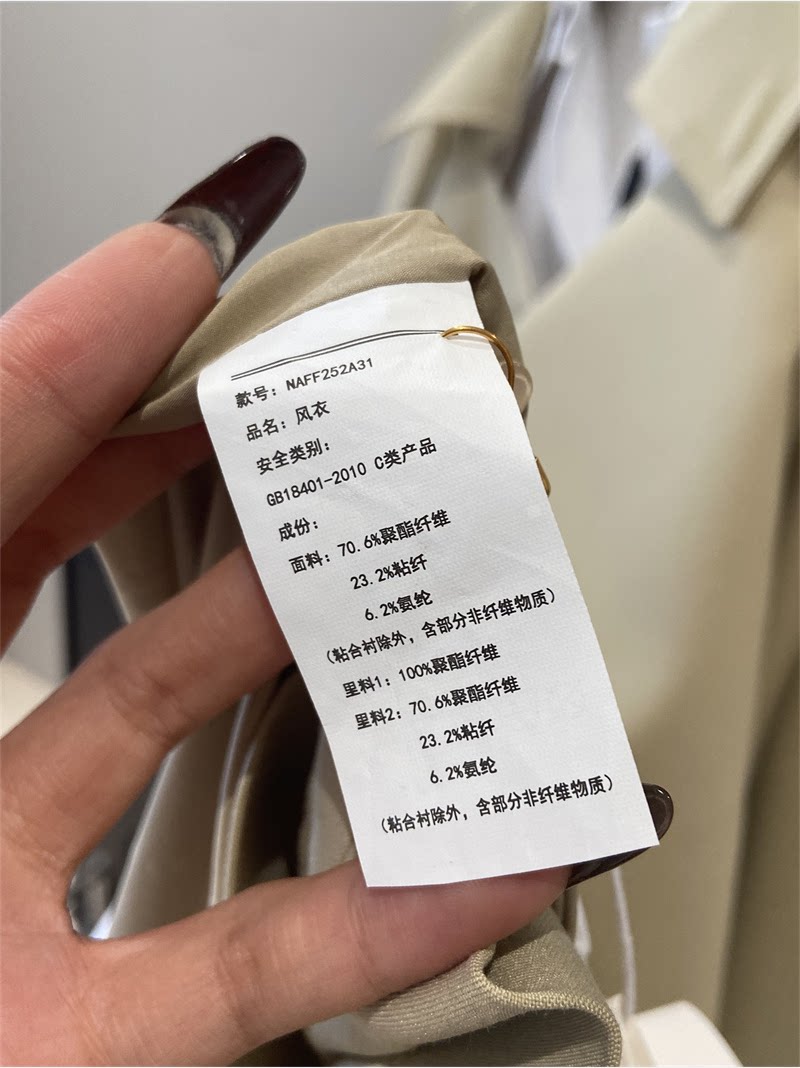 款号：NAFF252A31
品名：风衣
安全类别：
GB18401-2010 C类产品
成份：
面料：70.6%聚酯纤维
23.2%粘纤
6.2%氨纶
（粘合衬除外，含部分非纤维物质）
里料1：100%聚酯纤维
里料2：70.6%聚酯纤维
23.2%粘纤
6.2%氨纶
（粘合衬除外，含部分非纤维物质）